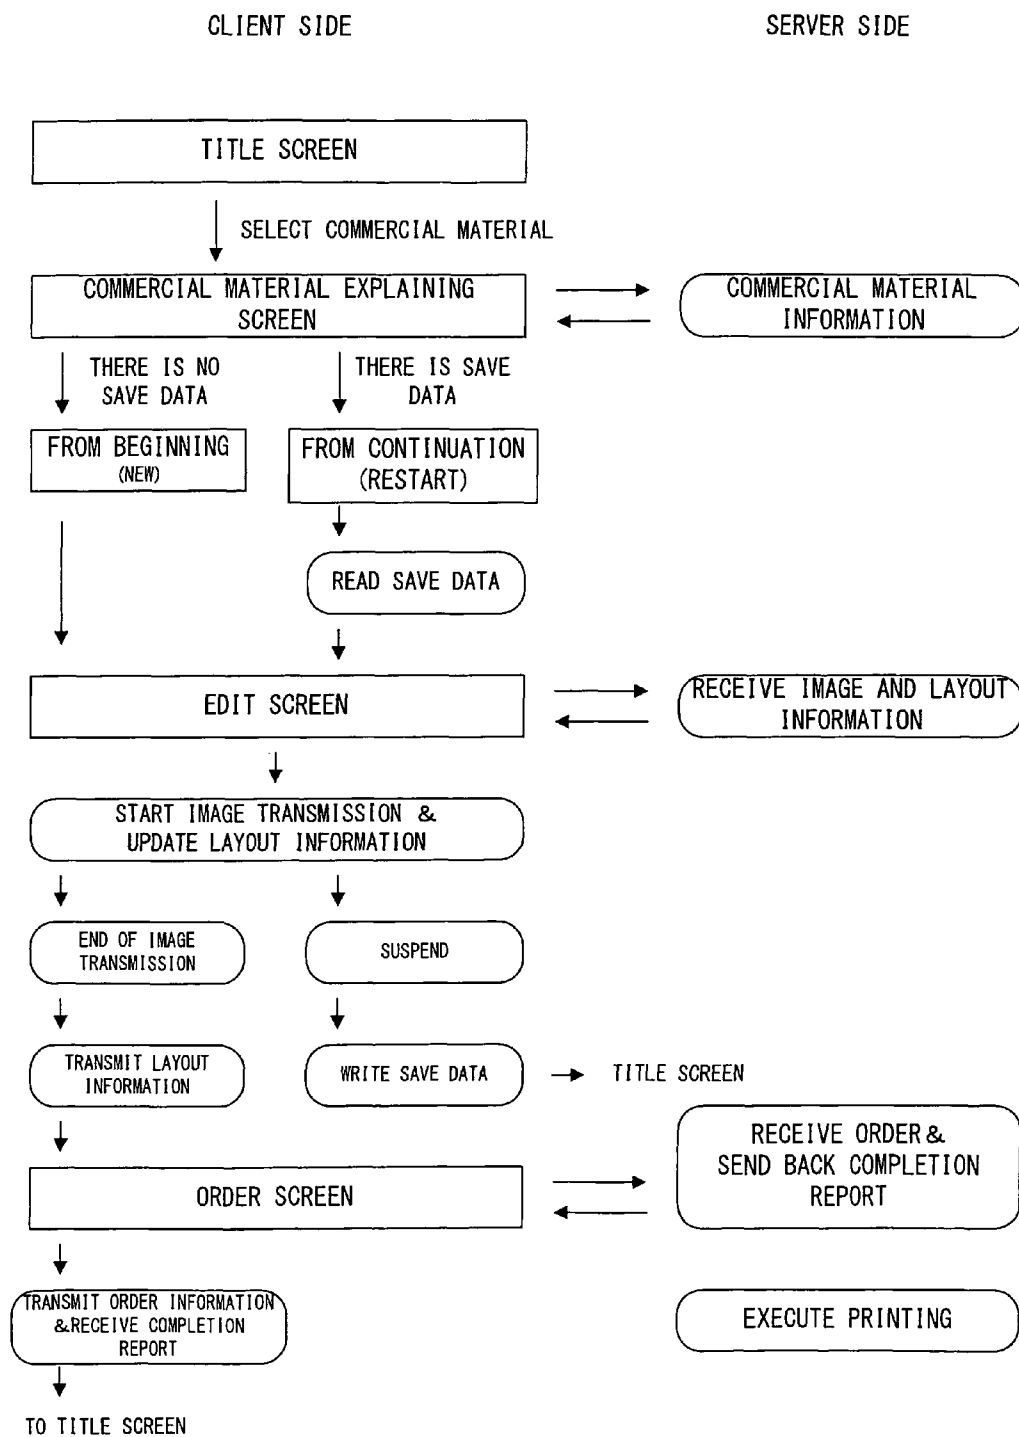 CLIENT SIDE
SERVER SIDE
TITLE SCREEN
SELECT COMMERCIAL MATERIAL
COMMERCIAL MATERIAL EXPLAINING
SCREEN
COMMERCIAL MATERIAL
INFORMATION
THERE IS NO
SAVE DATA
THERE IS SAVE
DATA
FROM BEGINNING
(NEW)
FROM CONTINUATION
(RESTART)
READ SAVE DATA
EDIT SCREEN
RECEIVE IMAGE AND LAYOUT
INFORMATION
START IMAGE TRANSMISSION &
UPDATE LAYOUT INFORMATION
END OF IMAGE
TRANSMISSION
SUSPEND
TRANSMIT LAYOUT
INFORMATION
WRITE SAVE DATA
TITLE SCREEN
RECEIVE ORDER &
SEND BACK COMPLETION
REPORT
ORDER SCREEN
TRANSMIT ORDER INFORMATION
&RECEIVE COMPLETION
REPORT
EXECUTE PRINTING
TO TITLE SCREEN